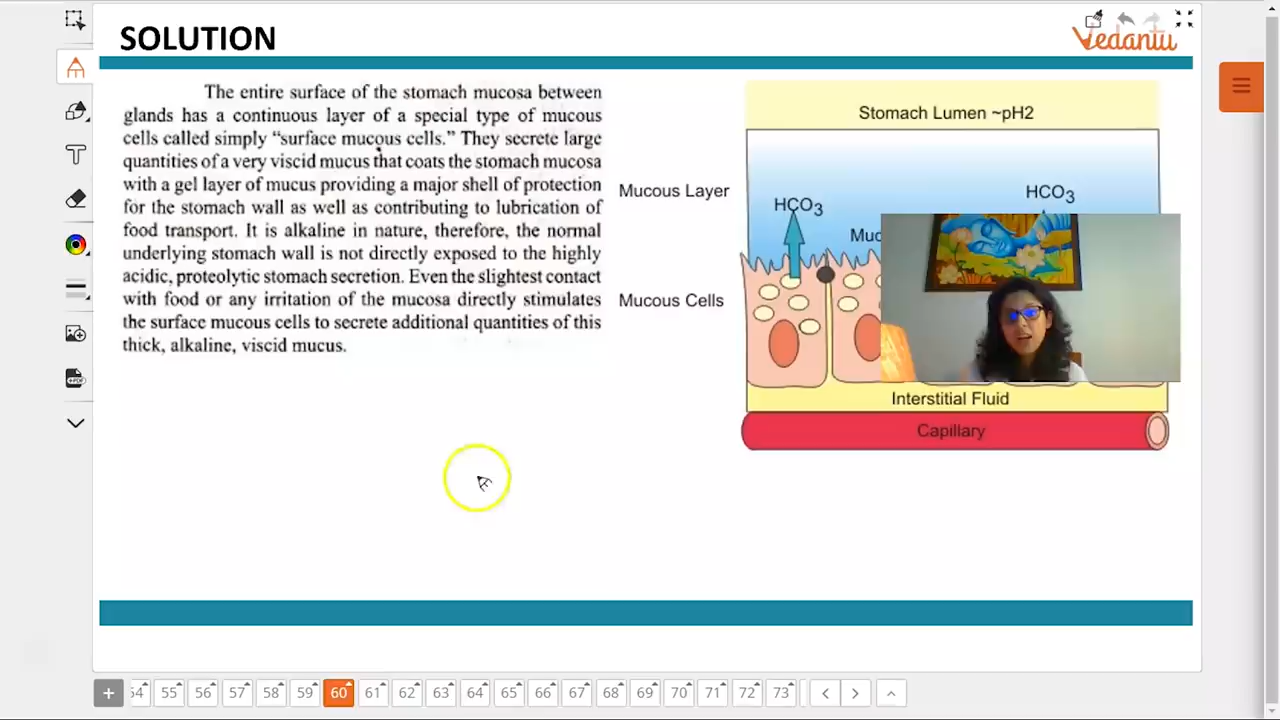 SOLUTION
Vedantu
The entire surface of the stomach mucosa between
glands has a continuous layer of a special type of mucous
cells called simply “surface mucous cells.” They secrete large
quantities of a very viscid mucus that coats the stomach mucosa
with a gel layer of mucus providing a major shell of protection
for the stomach wall as well as contributing to lubrication of
food transport. It is alkaline in nature, therefore, the normal
underlying stomach wall is not directly exposed to the highly
acidic, proteolytic stomach secretion. Even the slightest contact
with food or any irritation of the mucosa directly stimulates
the surface mucous cells to secrete additional quantities of this
thick, alkaline, viscid mucus.
Stomach Lumen ~pH2
Mucous Layer
HCO3
HCO3
Mucous Cells
Interstitial Fluid
Capillary
T
PDF
55 56 57 58 59 60 61 62 63 64 65 66 67 68 69 70 71 72 73